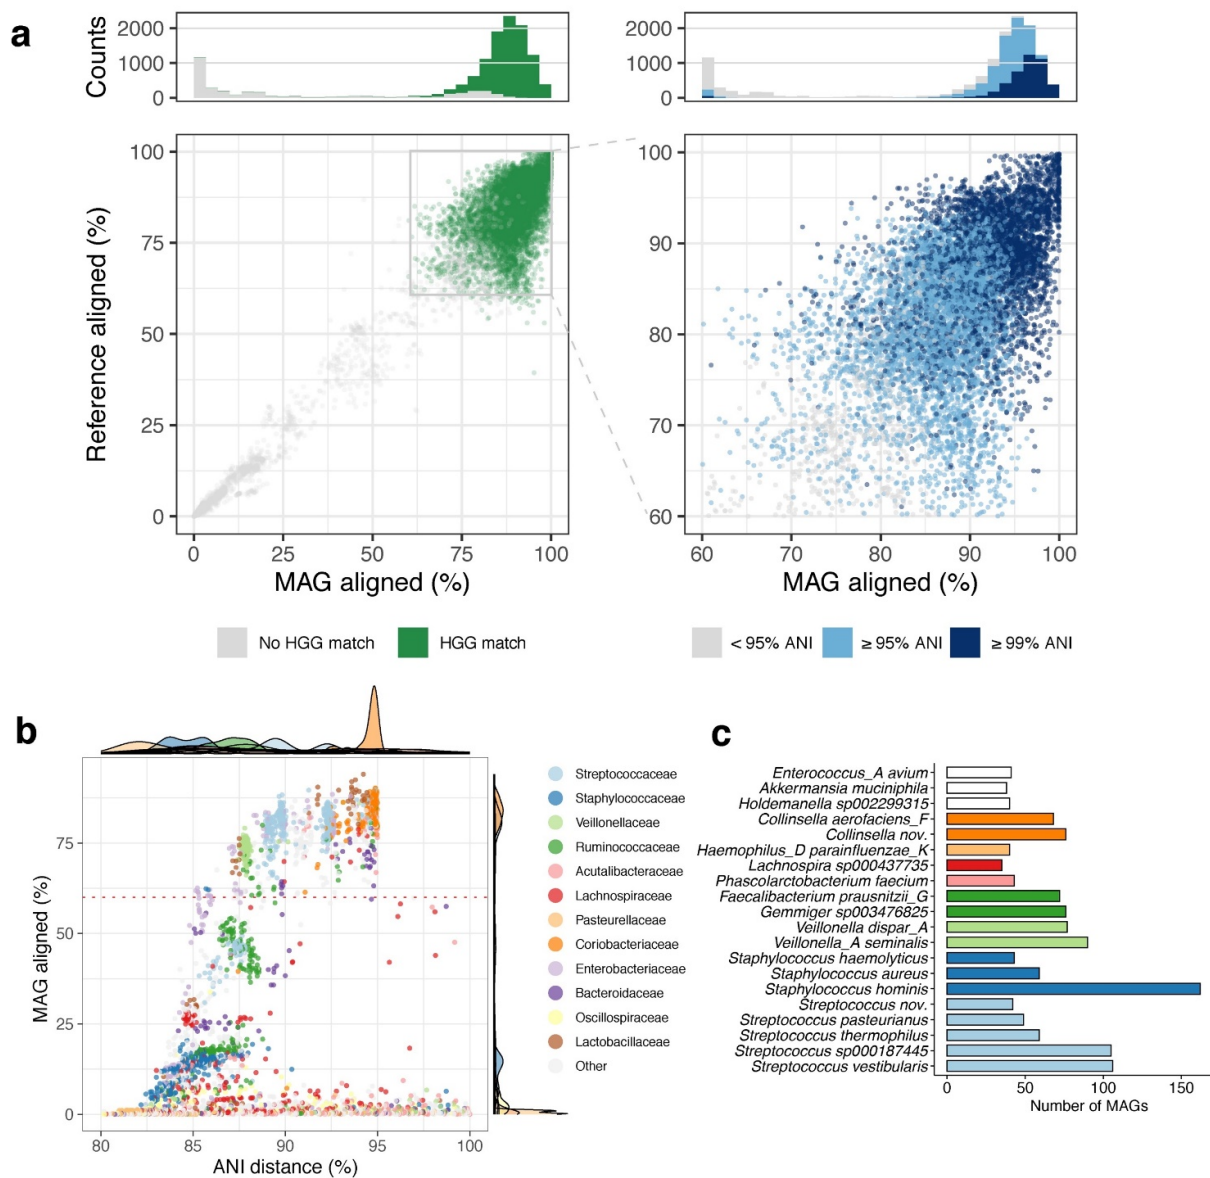 a
Counts
2000
1000
0
2000
1000
0
Reference aligned (%)
100
75
50
25
0
0 25 50 75 100
MAG aligned (%)
100
90
80
70
60
60 70 80 90 100
MAG aligned (%)
No HGG match
HGG match
< 95% ANI
≥ 95% ANI
≥ 99% ANI
b
MAG aligned (%)
75
50
25
0
80 85 90 95 100
ANI distance (%)
Streptococcaceae
Staphylococcaceae
Veillonellaceae
Ruminococcaceae
Acutalibacteraceae
Lachnospiraceae
Pasteurellaceae
Coriobacteriaceae
Enterobacteriaceae
Bacteroidaceae
Oscillospiraceae
Lactobacillaceae
Other
c
Enterococcus_A avium
Akkermansia muciniphila
Holdemanella sp002299315
Collinsella aerofaciens_F
Collinsella nov.
Haemophilus_D parainfluenzae_K
Lachnospira sp000437735
Phascolarctobacterium faecium
Faecalibacterium prausnitzii_G
Gemmiger sp003476825
Veillonella dispar_A
Veillonella_A seminalis
Staphylococcus haemolyticus
Staphylococcus aureus
Staphylococcus hominis
Streptococcus nov.
Streptococcus pasteurianus
Streptococcus thermophilus
Streptococcus sp000187445
Streptococcus vestibularis
0 50 100 150
Number of MAGs